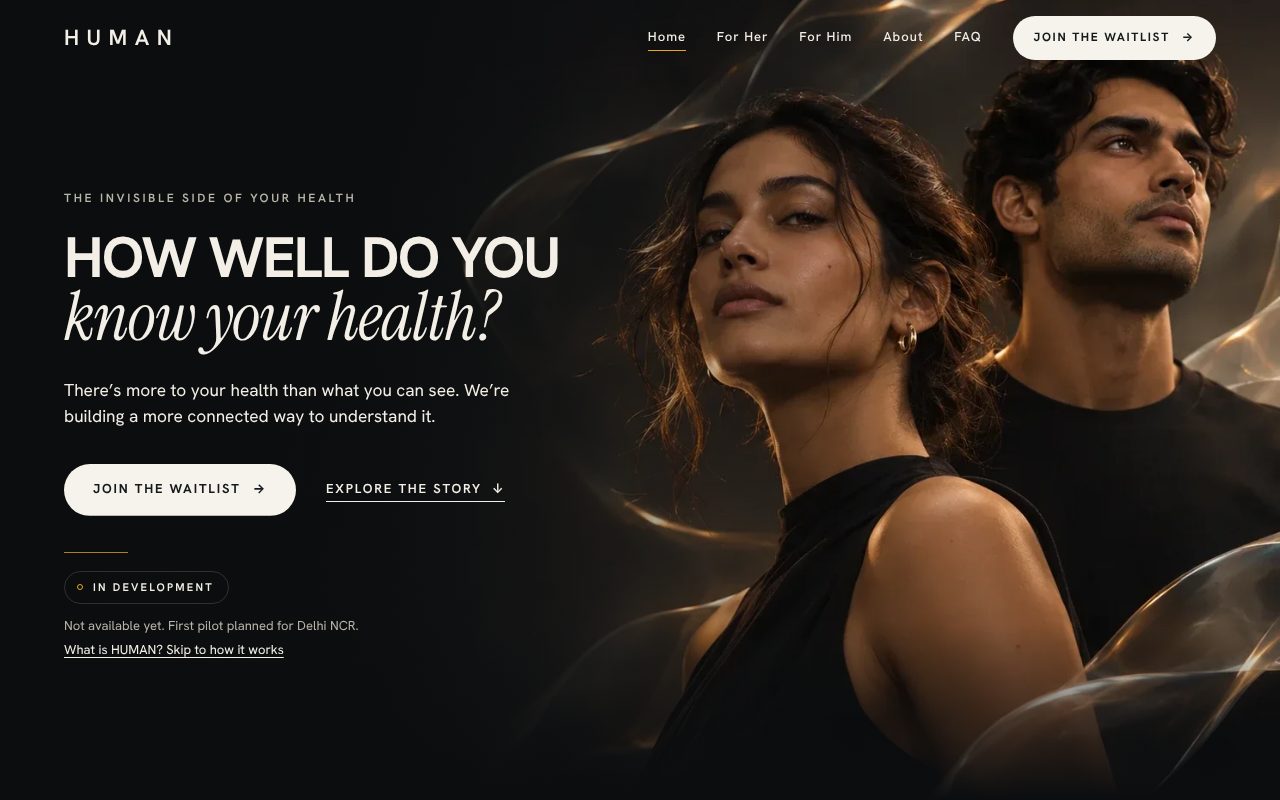 HUMAN
Home
For Her
For Him
About
FAQ
JOIN THE WAITLIST →
THE INVISIBLE SIDE OF YOUR HEALTH
HOW WELL DO YOU
know your health?
There’s more to your health than what you can see. We’re
building a more connected way to understand it.
JOIN THE WAITLIST →
EXPLORE THE STORY ↓
IN DEVELOPMENT
Not available yet. First pilot planned for Delhi NCR.
What is HUMAN? Skip to how it works